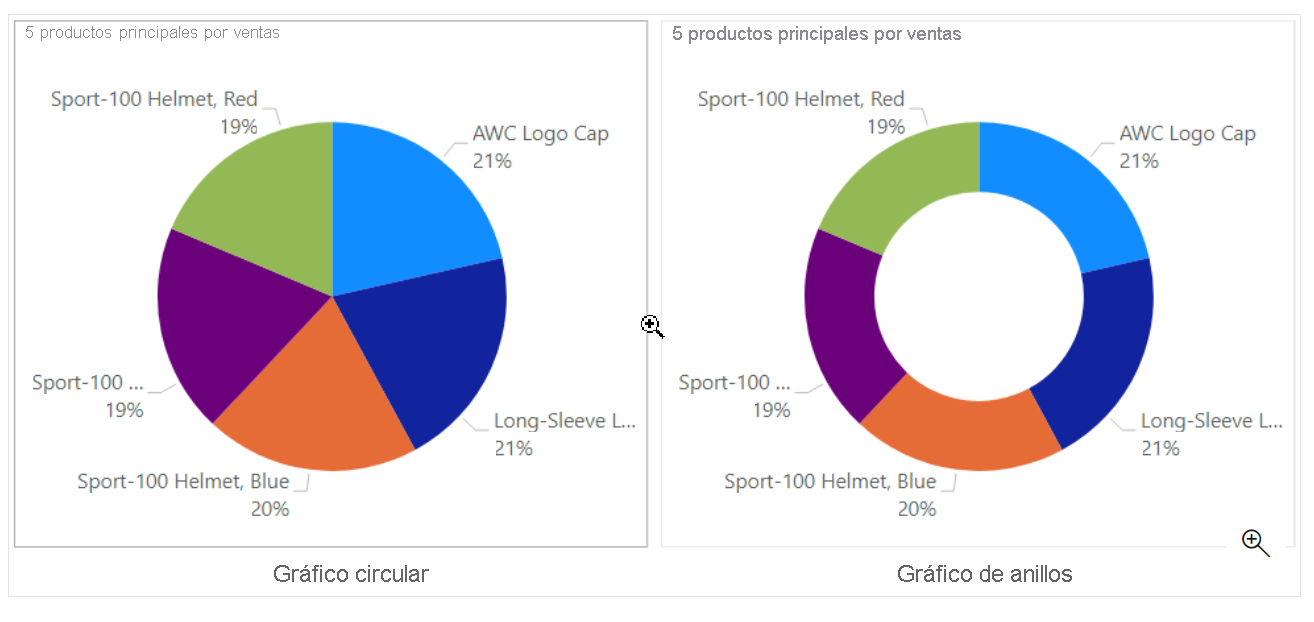 5 productos principales por ventas
Sport-100 Helmet, Red
19%
AWC Logo Cap
21%
Sport-100 ...
19%
Long-Sleeve L...
21%
Sport-100 Helmet, Blue
20%
Gráfico circular
5 productos principales por ventas
Sport-100 Helmet, Red
19%
AWC Logo Cap
21%
Sport-100 ...
19%
Long-Sleeve L...
21%
Sport-100 Helmet, Blue
20%
Gráfico de anillos